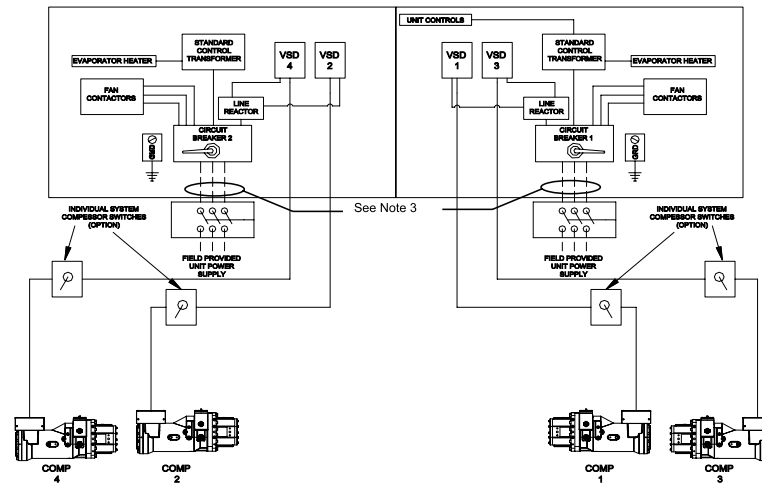 UNIT CONTROLS
STANDARD
CONTROL
TRANSFORMER
EVAPORATOR HEATER
VSD
4
VSD
2
FAN
CONTACTORS
LINE
REACTOR
CIRCUIT
BREAKER 2
GRD
VSD
1
VSD
3
STANDARD
CONTROL
TRANSFORMER
EVAPORATOR HEATER
LINE
REACTOR
FAN
CONTACTORS
CIRCUIT
BREAKER 1
GRD
See Note 3
INDIVIDUAL SYSTEM
COMPESSOR SWITCHES
(OPTION)
FIELD PROVIDED
UNIT POWER
SUPPLY
FIELD PROVIDED
UNIT POWER
SUPPLY
INDIVIDUAL SYSTEM
COMPESSOR SWITCHES
(OPTION)
COMP
4
COMP
2
COMP
1
COMP
3